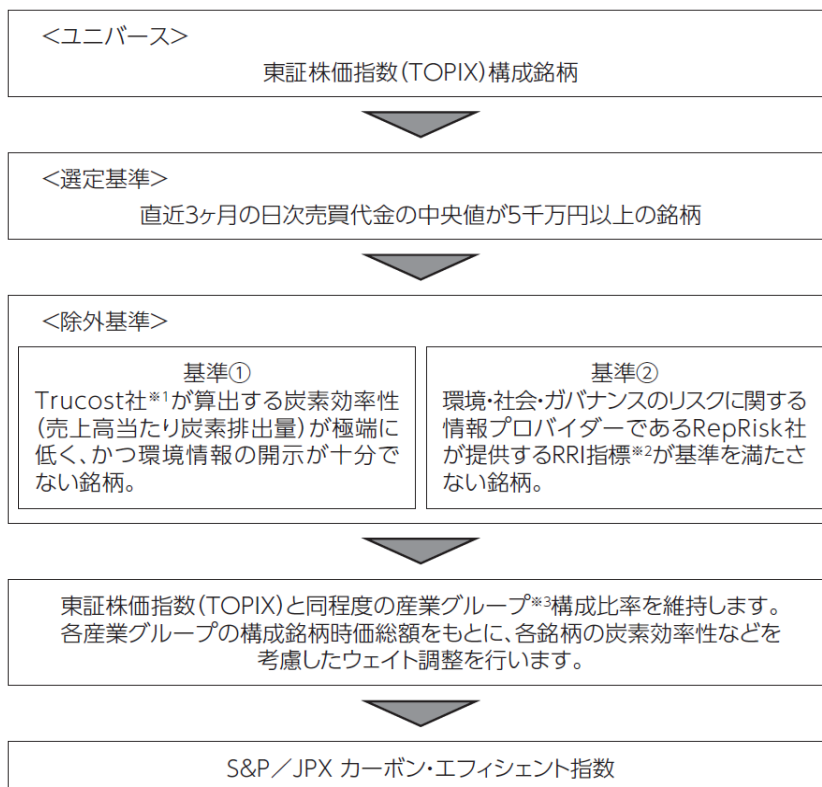 <ユニバース>
東証株価指数(TOPIX)構成銘柄
<選定基準>
直近3ヶ月の日次売買代金の中央値が5千万円以上の銘柄
<除外基準>
基準①
Trucost社※1が算出する炭素効率性
(売上高当たり炭素排出量)が極端に
低く、かつ環境情報の開示が十分で
ない銘柄。
基準②
環境・社会・ガバナンスのリスクに関する
情報プロバイダーであるRepRisk社
が提供するRRI指標※2が基準を満たさ
ない銘柄。
東証株価指数(TOPIX)と同程度の産業グループ※3構成比率を維持します。
各産業グループの構成銘柄時価総額をもとに、各銘柄の炭素効率性などを
考慮したウェイト調整を行います。
S&P/JPX カーボン・エフィシェント指数